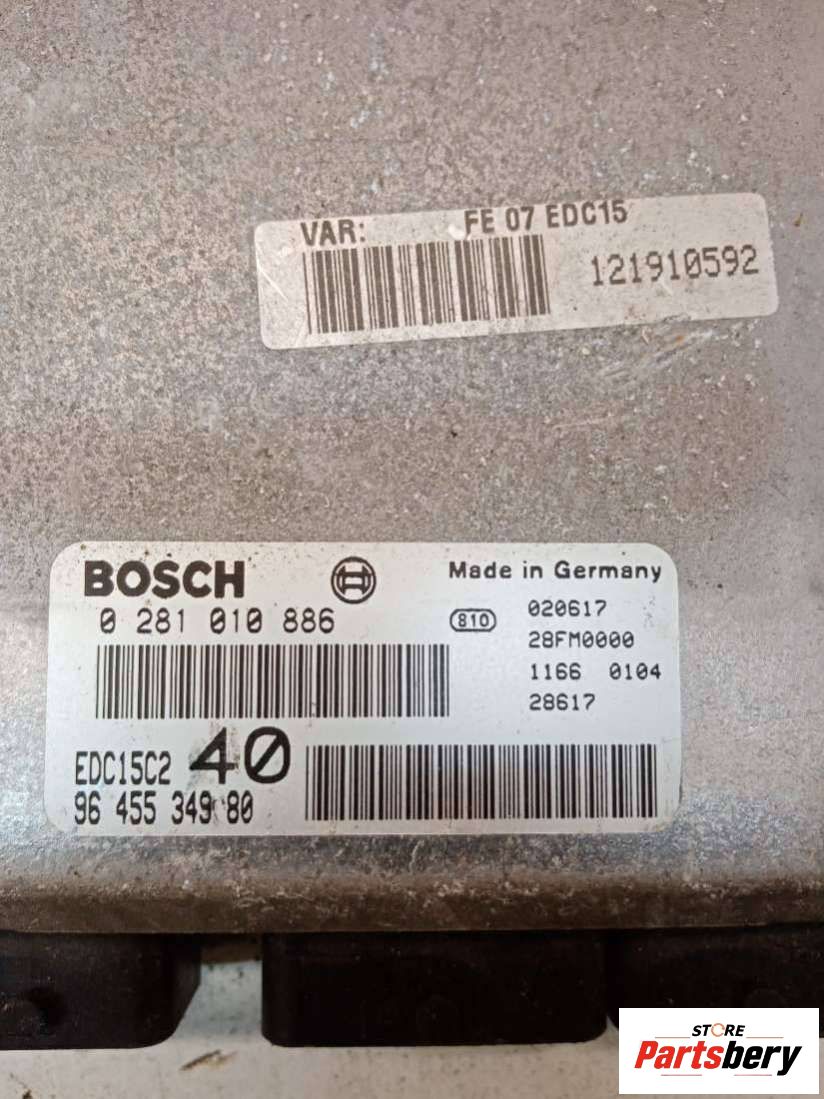 VAR: FE 07 EDC15
121910592
BOSCH
Made in Germany
0 281 010 886
810
020617
28FM0000
1166 0104
28617
EDC15C2 40
96 455 349 80
STORE
Partsbery